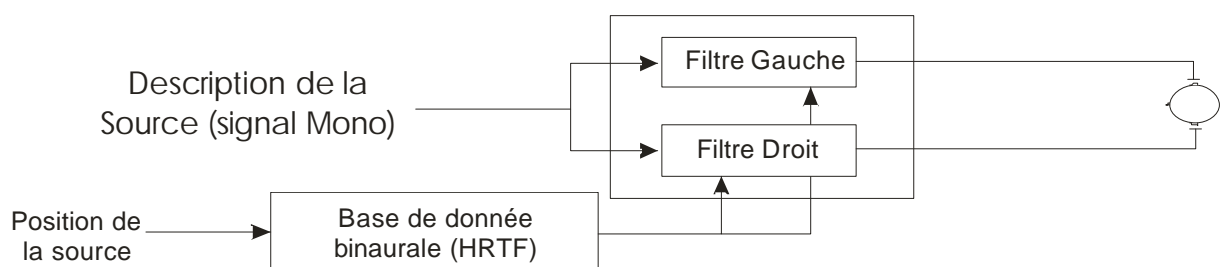 Filtre Gauche
Description de la
Source (signal Mono)
Filtre Droit
Position de
la source
Base de donnée
binaurale (HRTF)